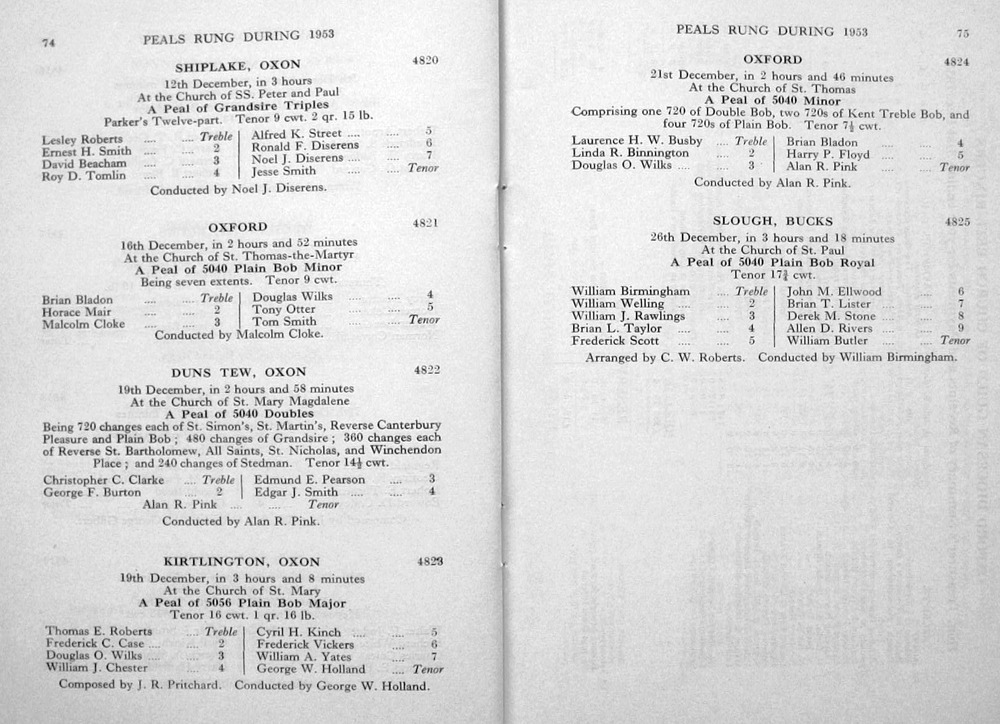 74
PEALS RUNG DURING 1953
SHIPLAKE, OXON 4820
12th December, in 3 hours
At the Church of SS. Peter and Paul
A Peal of Grandsire Triples
Parker's Twelve-part. Tenor 9 cwt. 2 qr. 15 lb.
Lesley Roberts .... .... Treble | Alfred K. Street .... .... 5
Ernest H. Smith .... .... 2 | Ronald F. Diserens .... 6
David Beacham .... .... 3 | Noel J. Diserens .... .... 7
Roy D. Tomlin .... .... 4 | Jesse Smith .... .... Tenor
Conducted by Noel J. Diserens.
OXFORD 4821
16th December, in 2 hours and 52 minutes
At the Church of St. Thomas-the-Martyr
A Peal of 5040 Plain Bob Minor
Being seven extents. Tenor 9 cwt.
Brian Bladon .... .... Treble | Douglas Wilks .... .... 4
Horace Mair .... .... 2 | Tony Otter .... .... 5
Malcolm Cloke .... .... 3 | Tom Smith .... .... Tenor
Conducted by Malcolm Cloke.
DUNS TEW, OXON 4822
19th December, in 2 hours and 58 minutes
At the Church of St. Mary Magdalene
A Peal of 5040 Doubles
Being 720 changes each of St. Simon's, St. Martin's, Reverse Canterbury
Pleasure and Plain Bob ; 480 changes of Grandsire ; 360 changes each
of Reverse St. Bartholomew, All Saints, St. Nicholas, and Winchendon
Place ; and 240 changes of Stedman. Tenor 14½ cwt.
Christopher C. Clarke .... Treble | Edmund E. Pearson .... 3
George F. Burton .... 2 | Edgar J. Smith .... .... 4
Alan R. Pink .... .... Tenor
Conducted by Alan R. Pink.
KIRTLINGTON, OXON 4823
19th December, in 3 hours and 8 minutes
At the Church of St. Mary
A Peal of 5056 Plain Bob Major
Tenor 16 cwt. 1 qr. 16 lb.
Thomas E. Roberts .... Treble | Cyril H. Kinch .... .... 5
Frederick C. Case .... .... 2 | Frederick Vickers .... 6
Douglas O. Wilks .... .... 3 | William A. Yates .... 7
William J. Chester .... 4 | George W. Holland .... Tenor
Composed by J. R. Pritchard. Conducted by George W. Holland.
PEALS RUNG DURING 1953
75
OXFORD 4824
21st December, in 2 hours and 46 minutes
At the Church of St. Thomas
A Peal of 5040 Minor
Comprising one 720 of Double Bob, two 720s of Kent Treble Bob, and
four 720s of Plain Bob. Tenor 7½ cwt.
Laurence H. W. Busby .... Treble | Brian Bladon .... .... 4
Linda R. Binnington .... 2 | Harry P. Floyd .... .... 5
Douglas O. Wilks .... .... 3 | Alan R. Pink .... .... Tenor
Conducted by Alan R. Pink.
SLOUGH, BUCKS 4825
26th December, in 3 hours and 18 minutes
At the Church of St. Paul
A Peal of 5040 Plain Bob Royal
Tenor 17¾ cwt.
William Birmingham .... Treble | John M. Ellwood .... 6
William Welling .... .... 2 | Brian T. Lister .... .... 7
William J. Rawlings .... 3 | Derek M. Stone .... .... 8
Brian L. Taylor .... .... 4 | Allen D. Rivers .... .... 9
Frederick Scott .... .... 5 | William Butler .... .... Tenor
Arranged by C. W. Roberts. Conducted by William Birmingham.